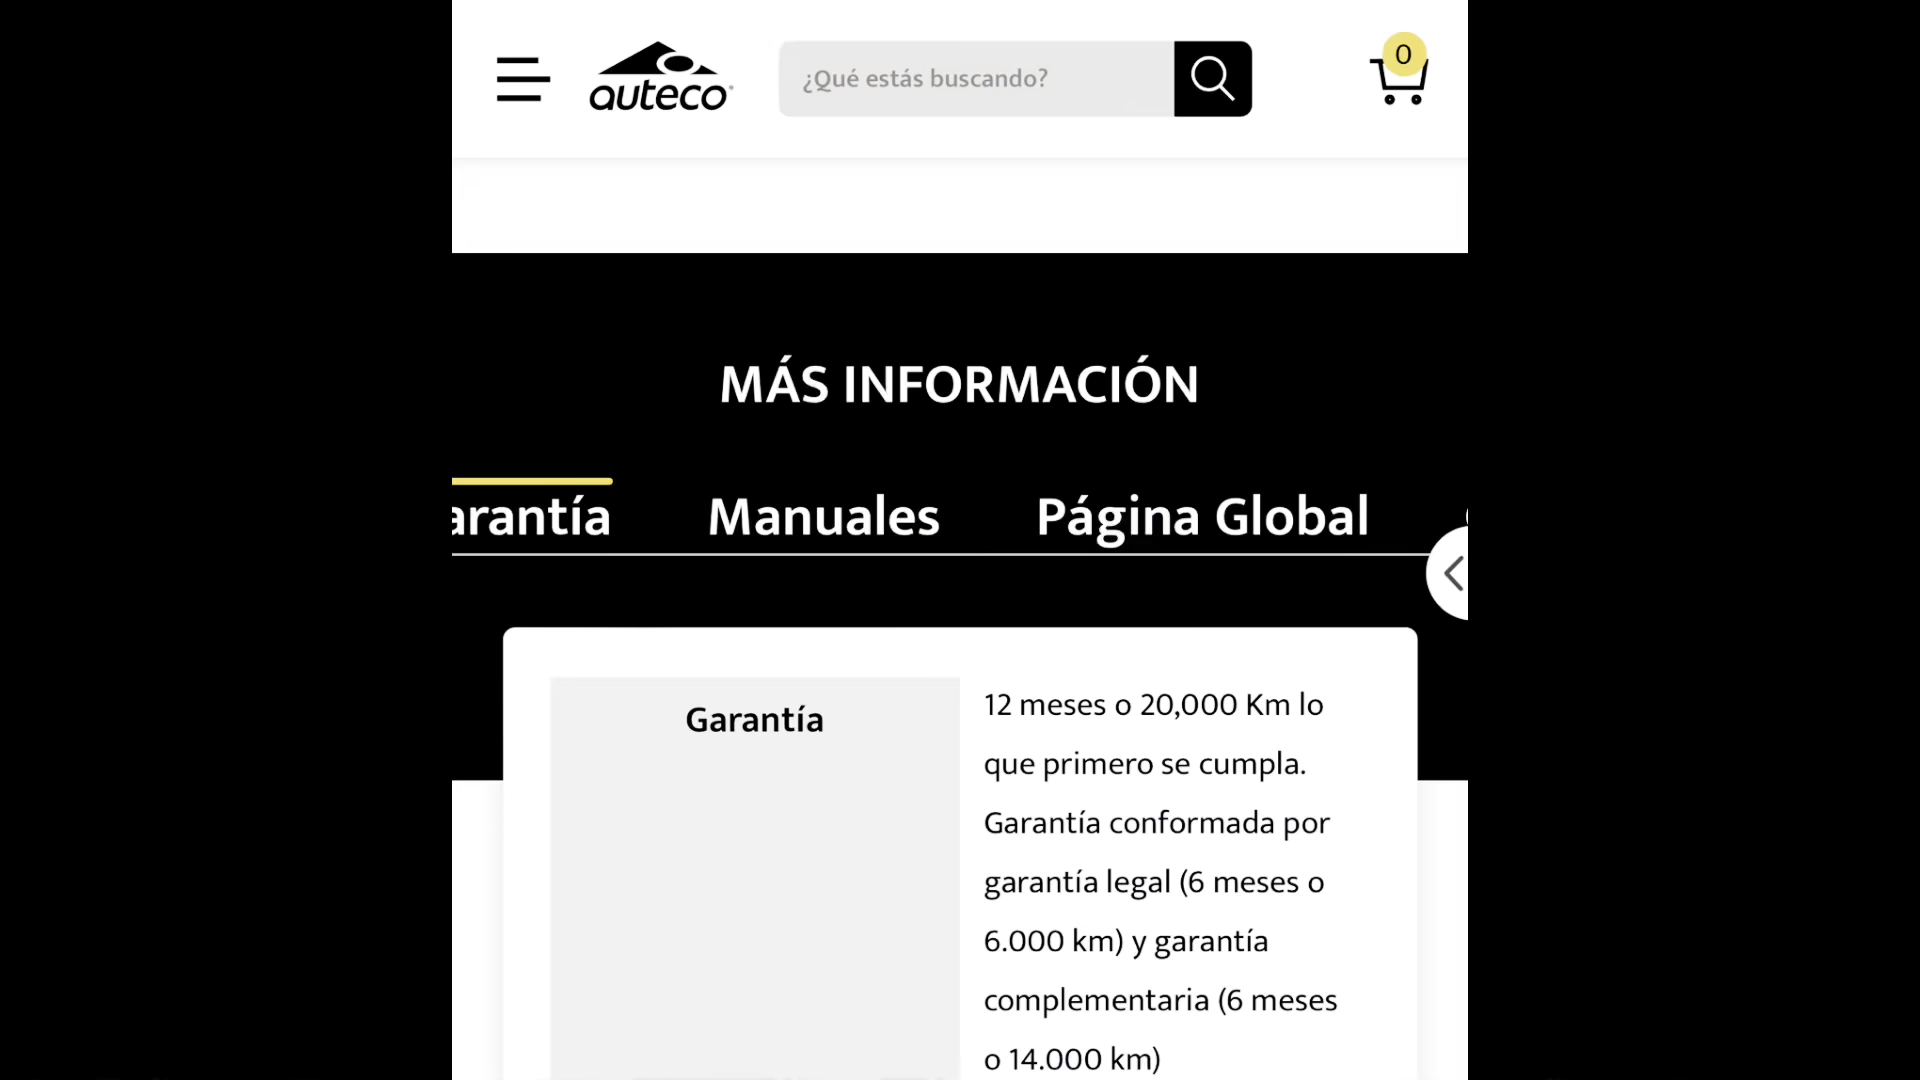 auteco
¿Qué estás buscando?
0
MÁS INFORMACIÓN
arantía Manuales Página Global
Garantía
12 meses o 20,000 Km lo
que primero se cumpla.
Garantía conformada por
garantía legal (6 meses o
6.000 km) y garantía
complementaria (6 meses
o 14.000 km)